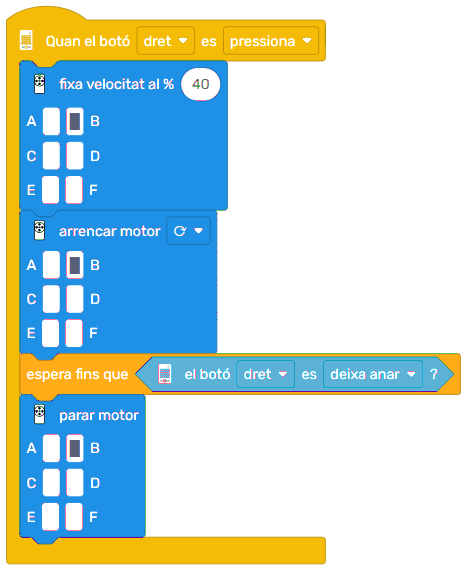 Quan el botó dret es pressiona
fixa velocitat al % 40
A B
C D
E F
arrencar motor
A B
C D
E F
espera fins que el botó dret es deixa anar ?
parar motor
A B
C D
E F